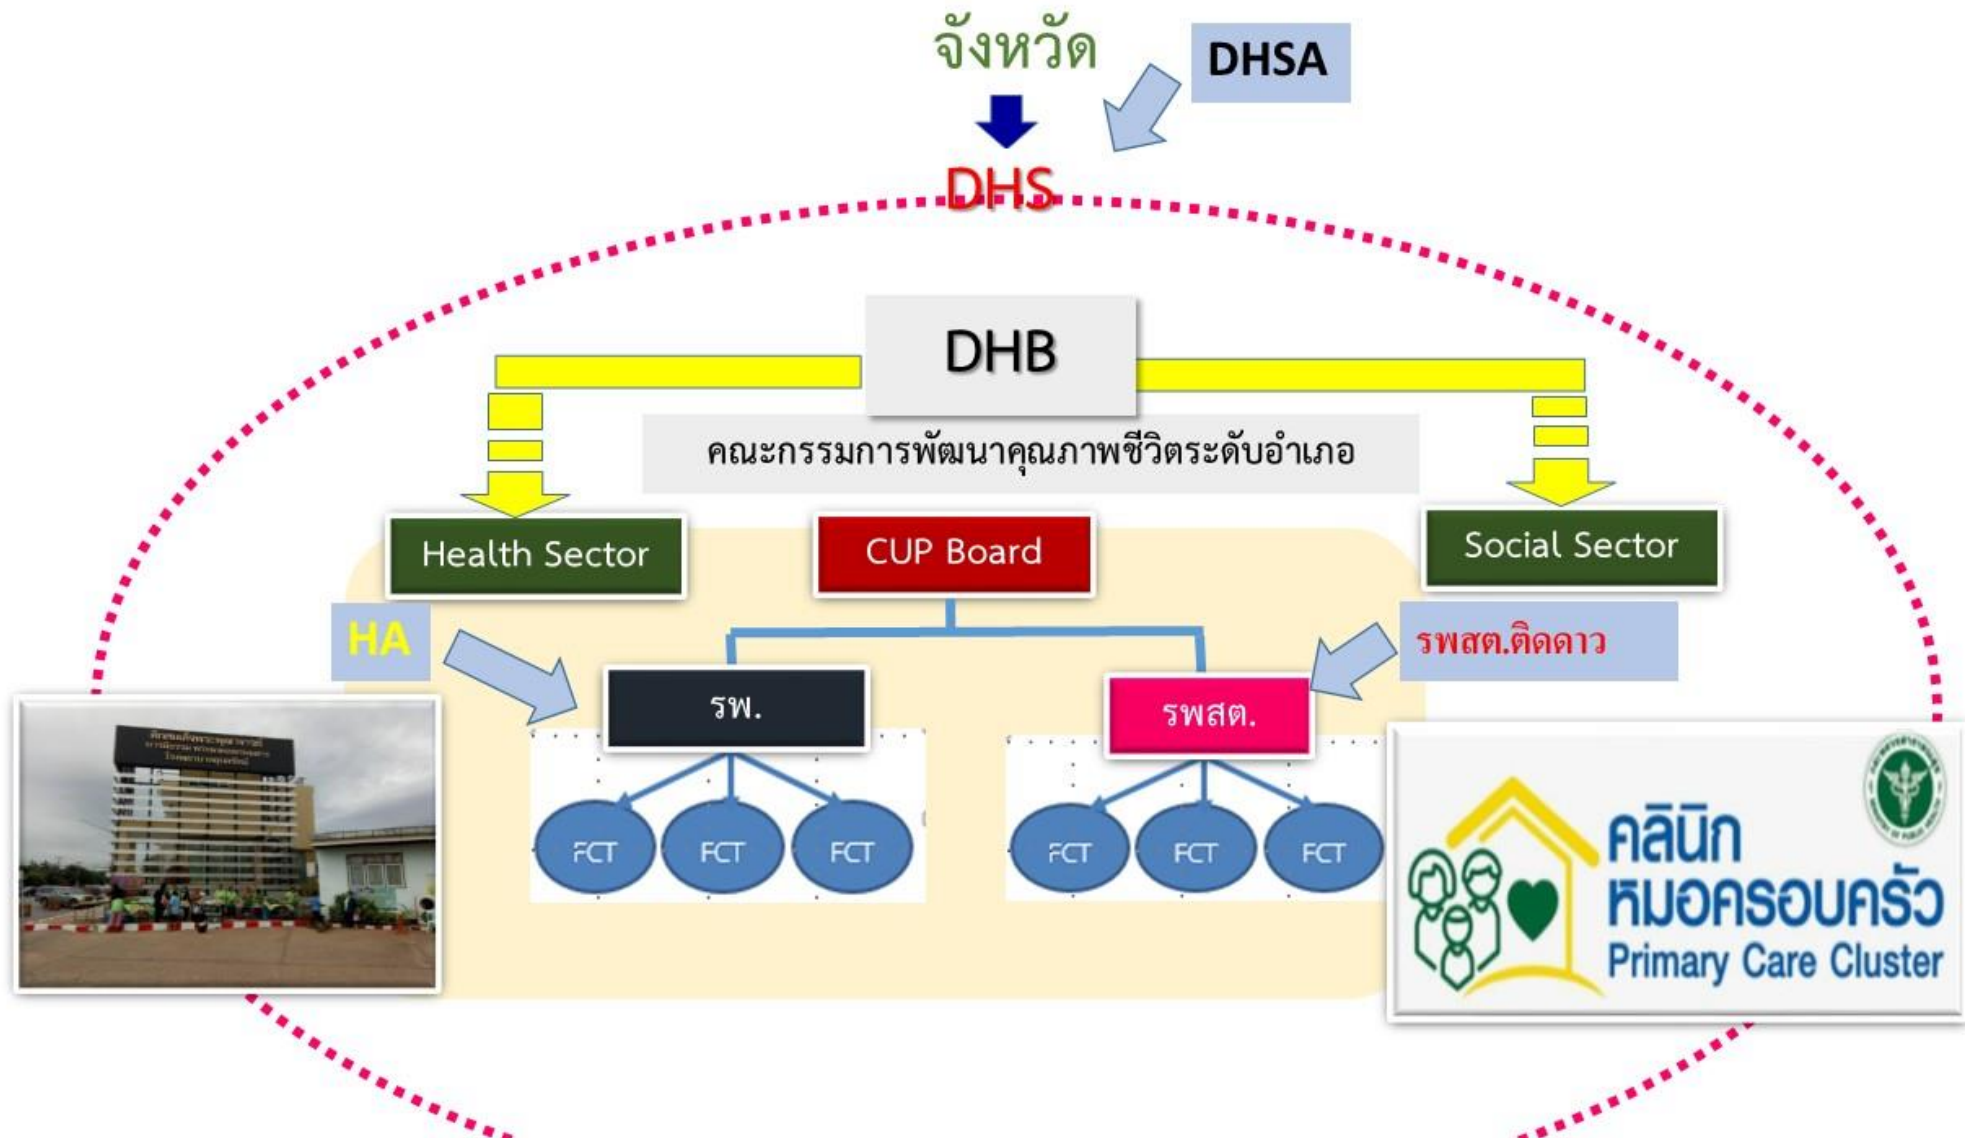 จังหวัด
DHSA
DHS
DHB
คณะกรรมการพัฒนาคุณภาพชีวิตระดับอำเภอ
Health Sector
CUP Board
Social Sector
HA
รพสต.ติดดาว
รพ.
รพสต.
FCT FCT FCT
FCT FCT FCT
คลินิก
หมอครอบครัว
Primary Care Cluster